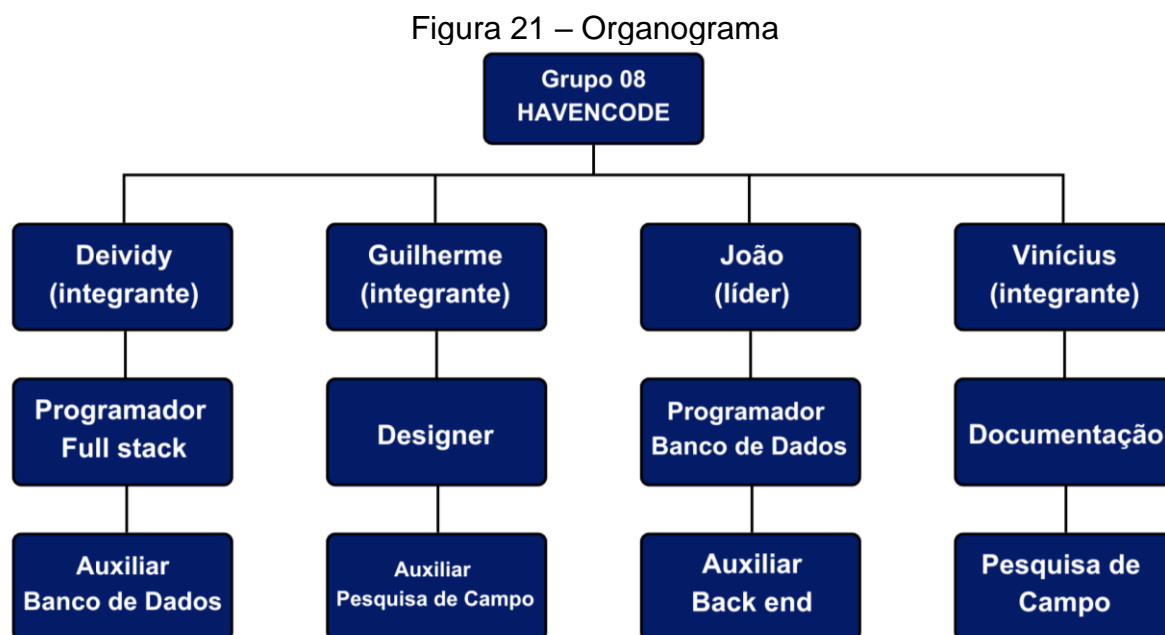 Figura 21 – Organograma
Grupo 08
HAVENCODE
Deividy
(integrante)
Guilherme
(integrante)
João
(líder)
Vinícius
(integrante)
Programador
Full stack
Designer
Programador
Banco de Dados
Documentação
Auxiliar
Banco de Dados
Auxiliar
Pesquisa de Campo
Auxiliar
Back end
Pesquisa de
Campo